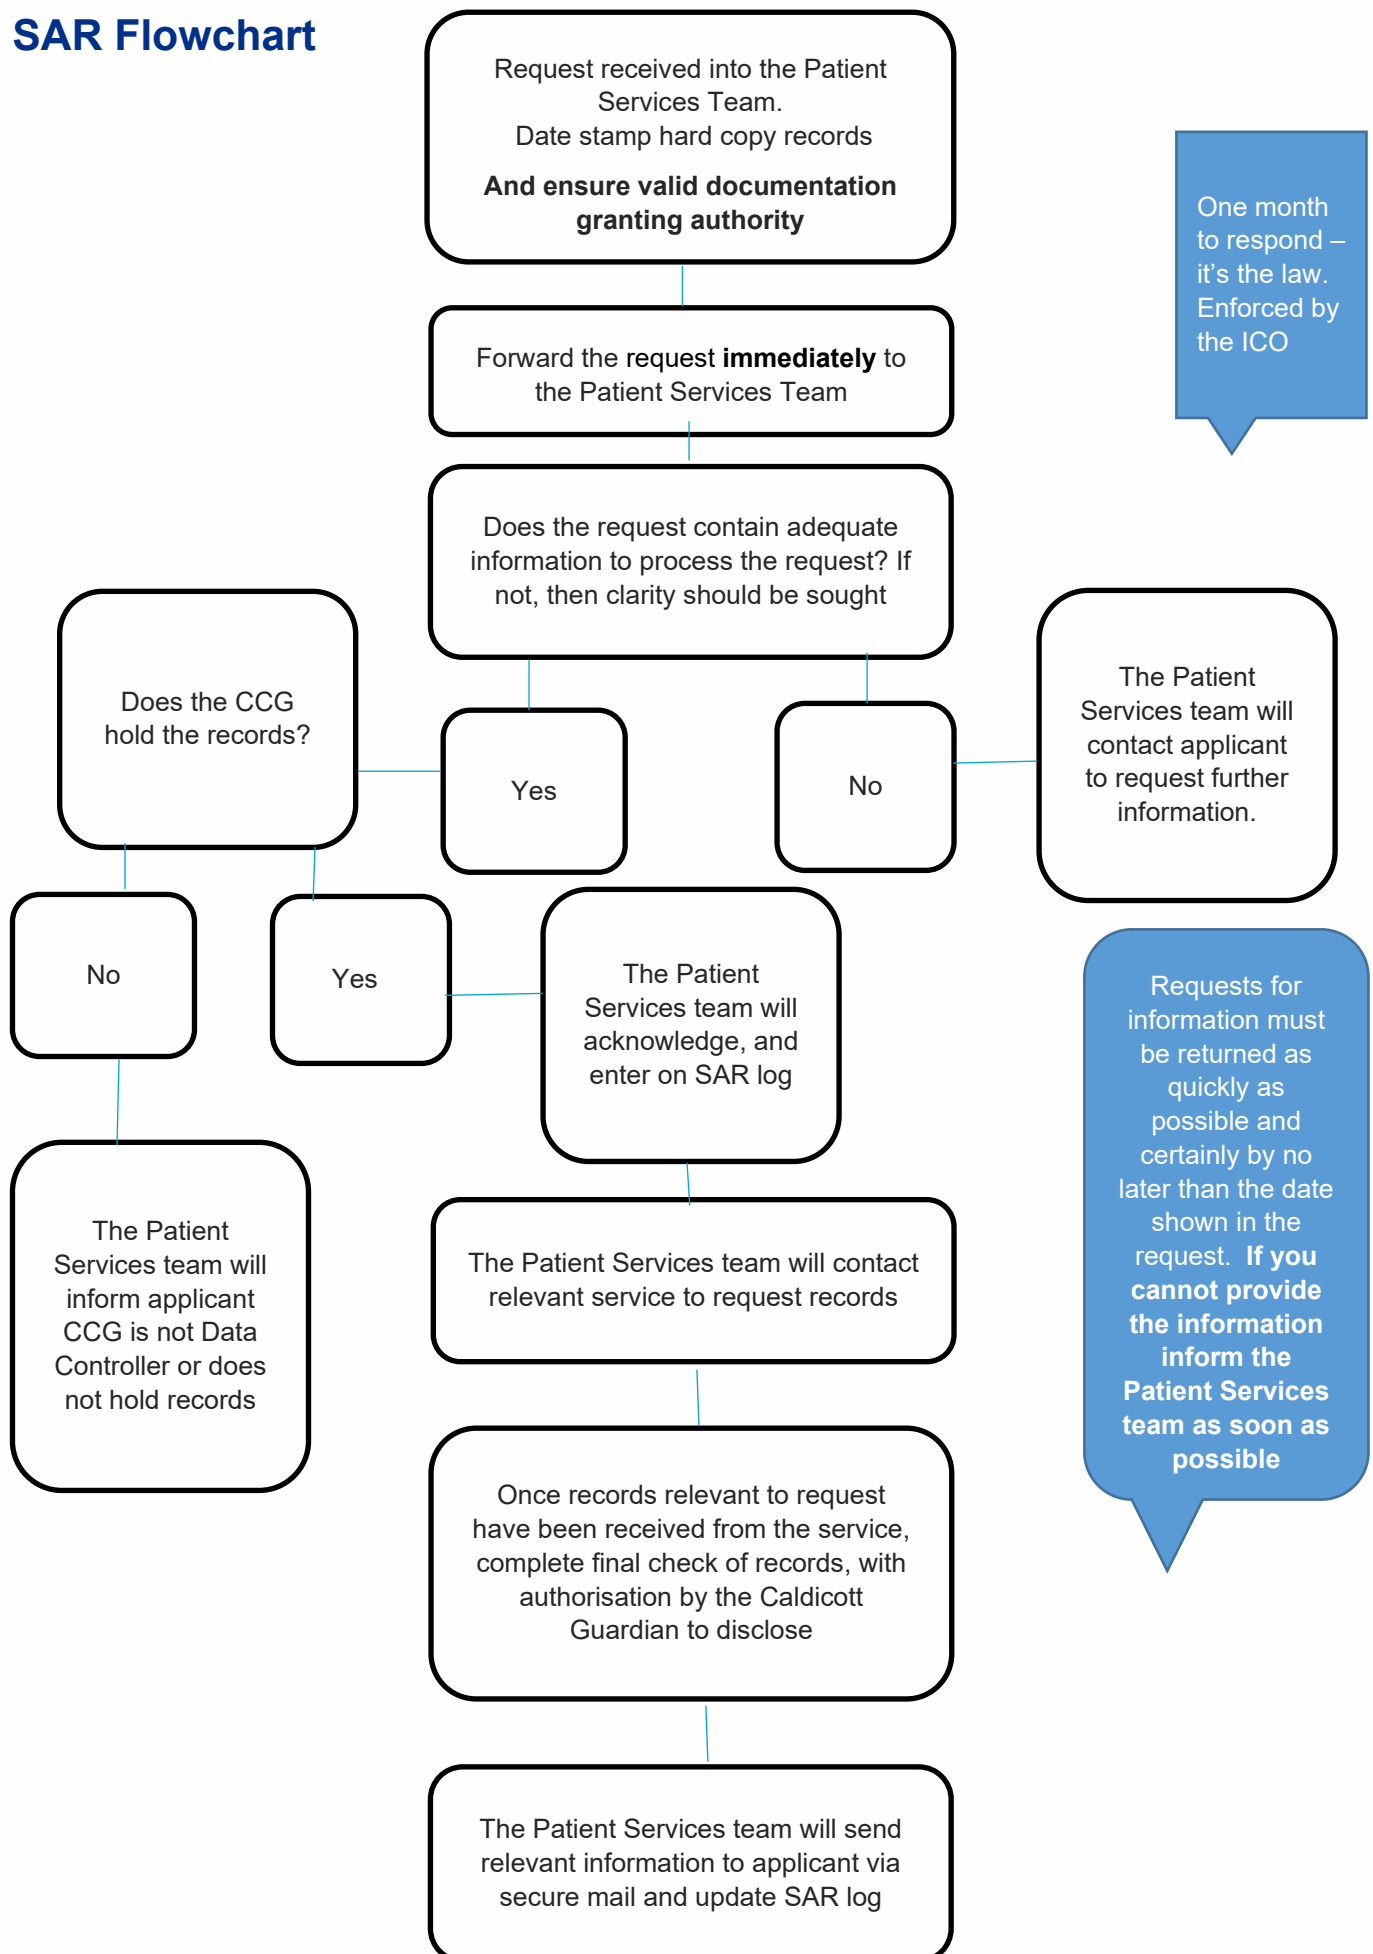 SAR Flowchart
Request received into the Patient
Services Team.
Date stamp hard copy records
And ensure valid documentation
granting authority
One month
to respond –
it's the law.
Enforced by
the ICO
Forward the request immediately to
the Patient Services Team
Does the request contain adequate
information to process the request? If
not, then clarity should be sought
Does the CCG
hold the records?
Yes
No
The Patient
Services team will
contact applicant
to request further
information.
No
Yes
The Patient
Services team will
acknowledge, and
enter on SAR log
Requests for
information must
be returned as
quickly as
possible and
certainly by no
later than the date
shown in the
request.  If you
cannot provide
the information
inform the
Patient Services
team as soon as
possible
The Patient
Services team will
inform applicant
CCG is not Data
Controller or does
not hold records
The Patient Services team will contact
relevant service to request records
Once records relevant to request
have been received from the service,
complete final check of records, with
authorisation by the Caldicott
Guardian to disclose
The Patient Services team will send
relevant information to applicant via
secure mail and update SAR log